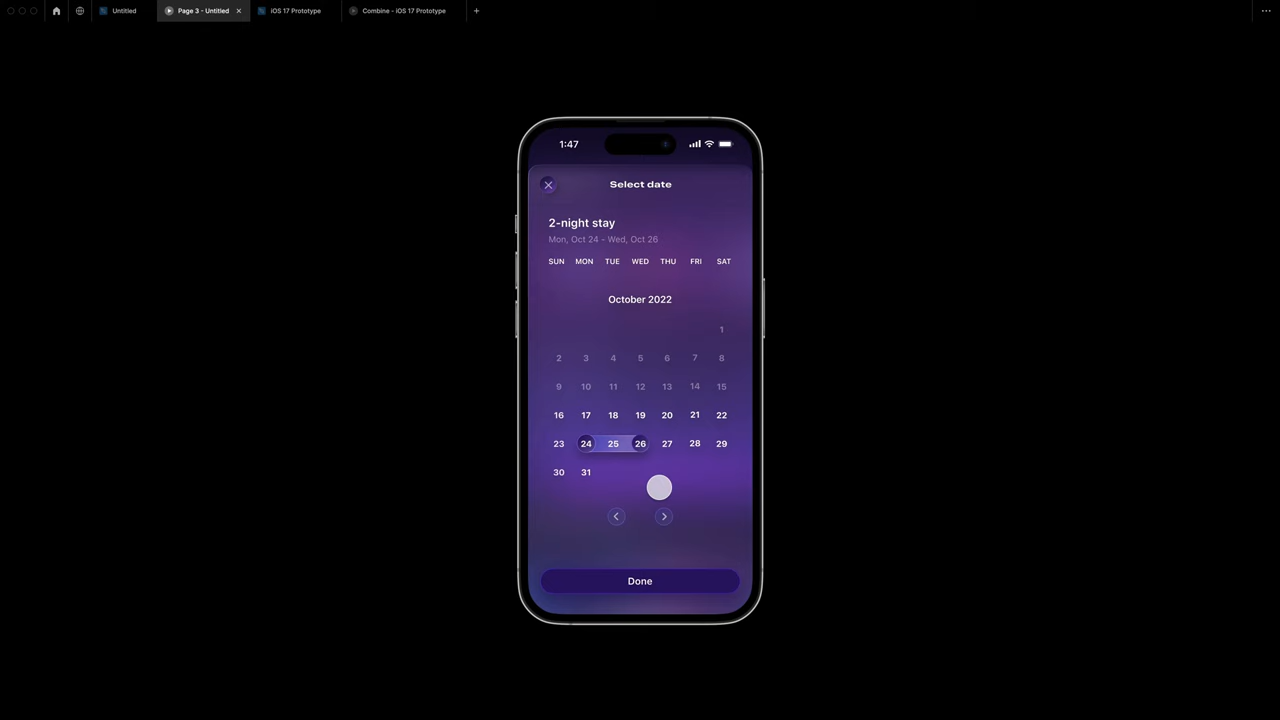 Untitled
Page 3 - Untitled
iOS 17 Prototype
Combine - iOS 17 Prototype
1:47
Select date
2-night stay
Mon, Oct 24 - Wed, Oct 26
SUN MON TUE WED THU FRI SAT
October 2022
1
2 3 4 5 6 7 8
9 10 11 12 13 14 15
16 17 18 19 20 21 22
23 24 25 26 27 28 29
30 31
Done